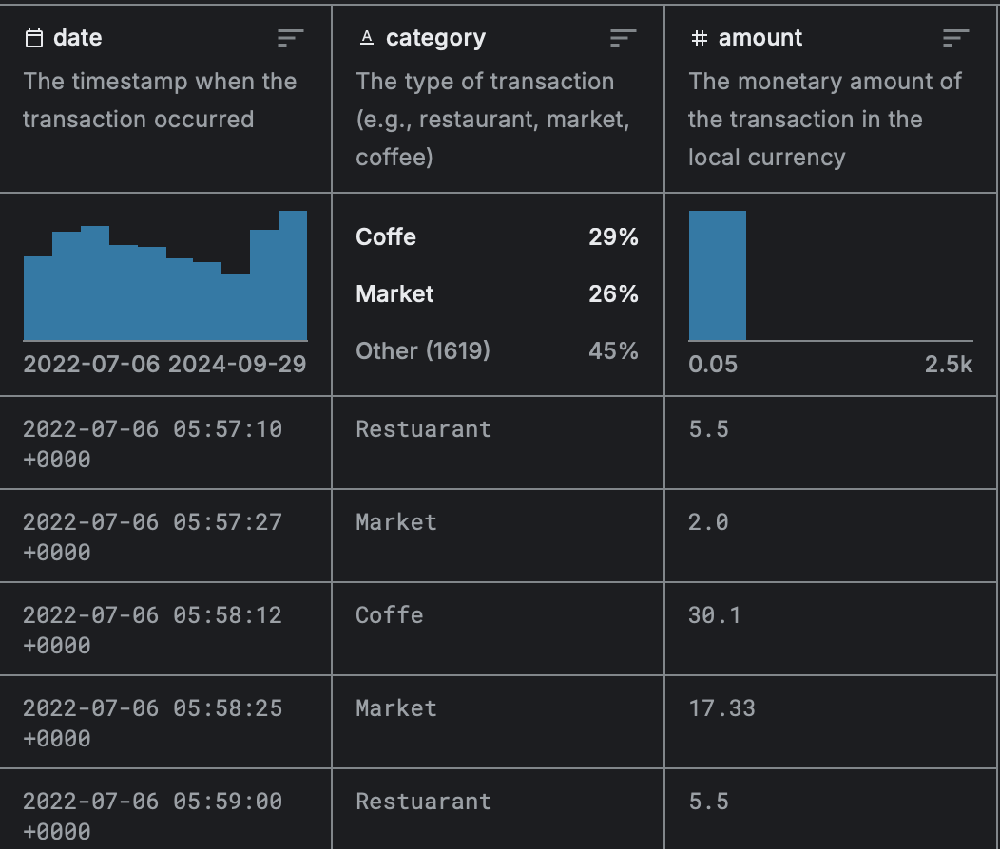 date
The timestamp when the
transaction occurred
category
The type of transaction
(e.g., restaurant, market,
coffee)
amount
The monetary amount of
the transaction in the
local currency
2022-07-06 2024-09-29
Coffe 29%
Market 26%
Other (1619) 45%
0.05 2.5k
2022-07-06 05:57:10
+0000
Restuarant
5.5
2022-07-06 05:57:27
+0000
Market
2.0
2022-07-06 05:58:12
+0000
Coffe
30.1
2022-07-06 05:58:25
+0000
Market
17.33
2022-07-06 05:59:00
+0000
Restuarant
5.5